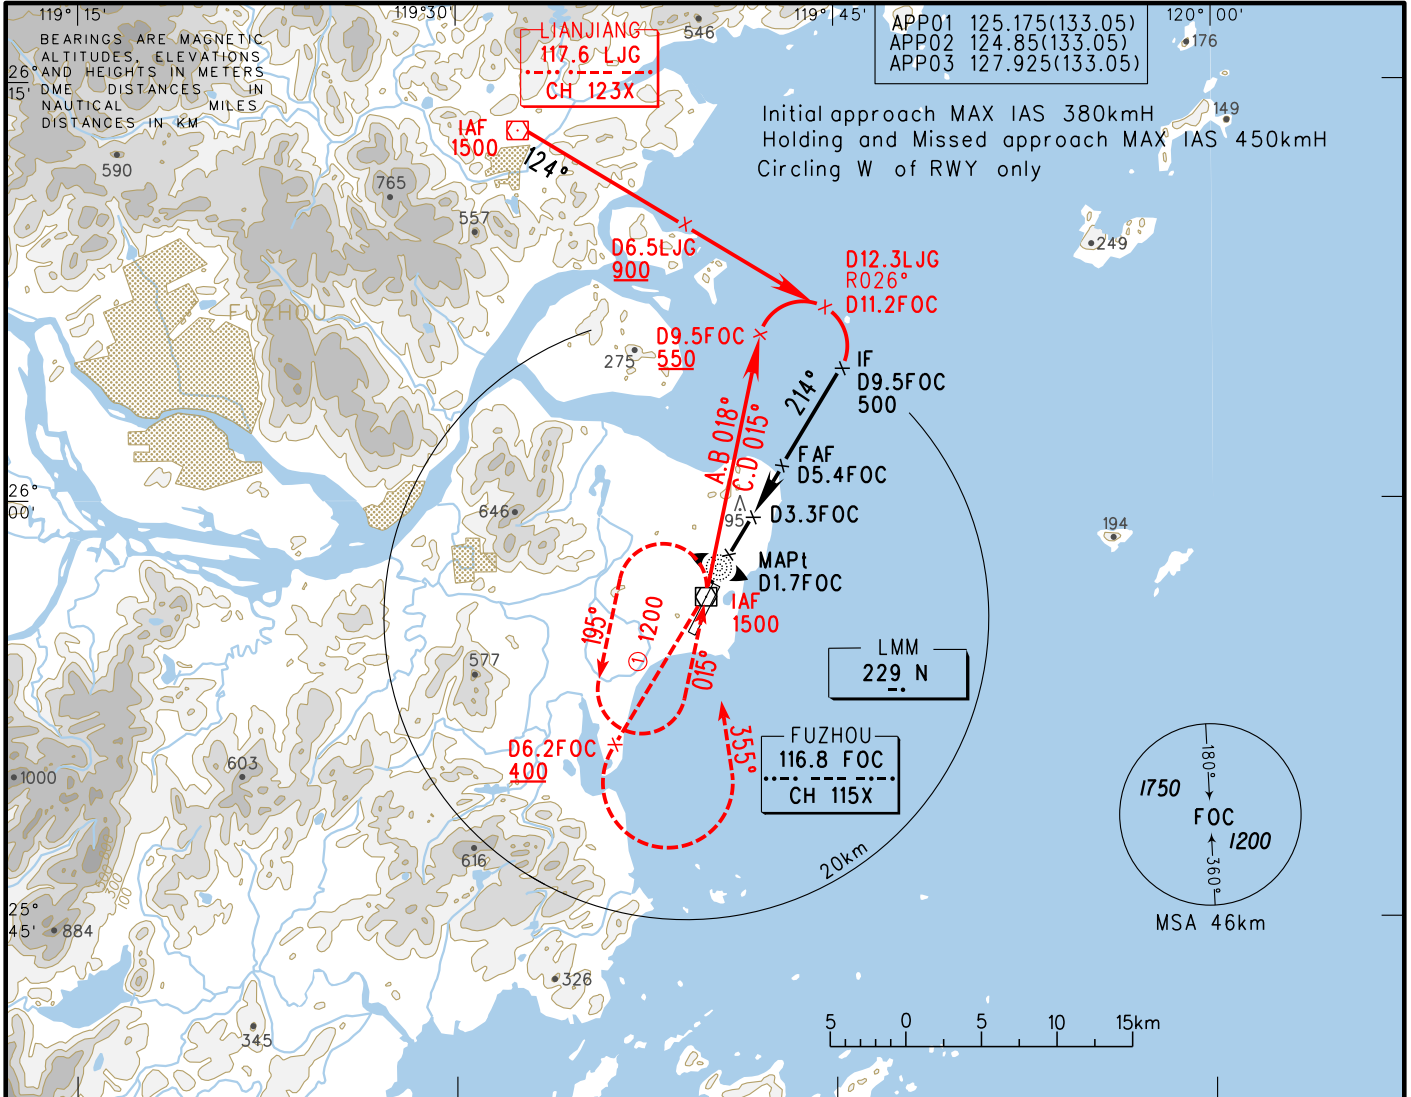 119° 15'
119°30'
119° 45'
120° 00'
BEARINGS ARE MAGNETIC
ALTITUDES, ELEVATIONS
AND HEIGHTS IN METERS
DME DISTANCES IN
NAUTICAL MILES
DISTANCES IN KM
26°
15'
LIANJIANG
117.6 LJG
CH 123X
546
APP01 125.175(133.05)
APP02 124.85(133.05)
APP03 127.925(133.05)
176
149
Initial approach MAX IAS 380kmH
Holding and Missed approach MAX IAS 450kmH
Circling W of RWY only
IAF
1500
124°
590
765
557
249
D6.5LJG
900
D12.3LJG
R026°
D11.2FOC
FUZHOU
D9.5FOC
550
275
IF
D9.5FOC
500
214°
A.B 018°
C.D 015°
FAF
D5.4FOC
26°
00'
646
95
D3.3FOC
194
MAPt
D1.7FOC
IAF
1500
195°
① 1200
015°
577
LMM
229 N
D6.2FOC
400
355°
FUZHOU
116.8 FOC
CH 115X
603
1000
180°
1750
FOC
1200
360°
MSA 46km
616
20km
500
1000
25°
45'
884
326
345
5 0 5 10 15km